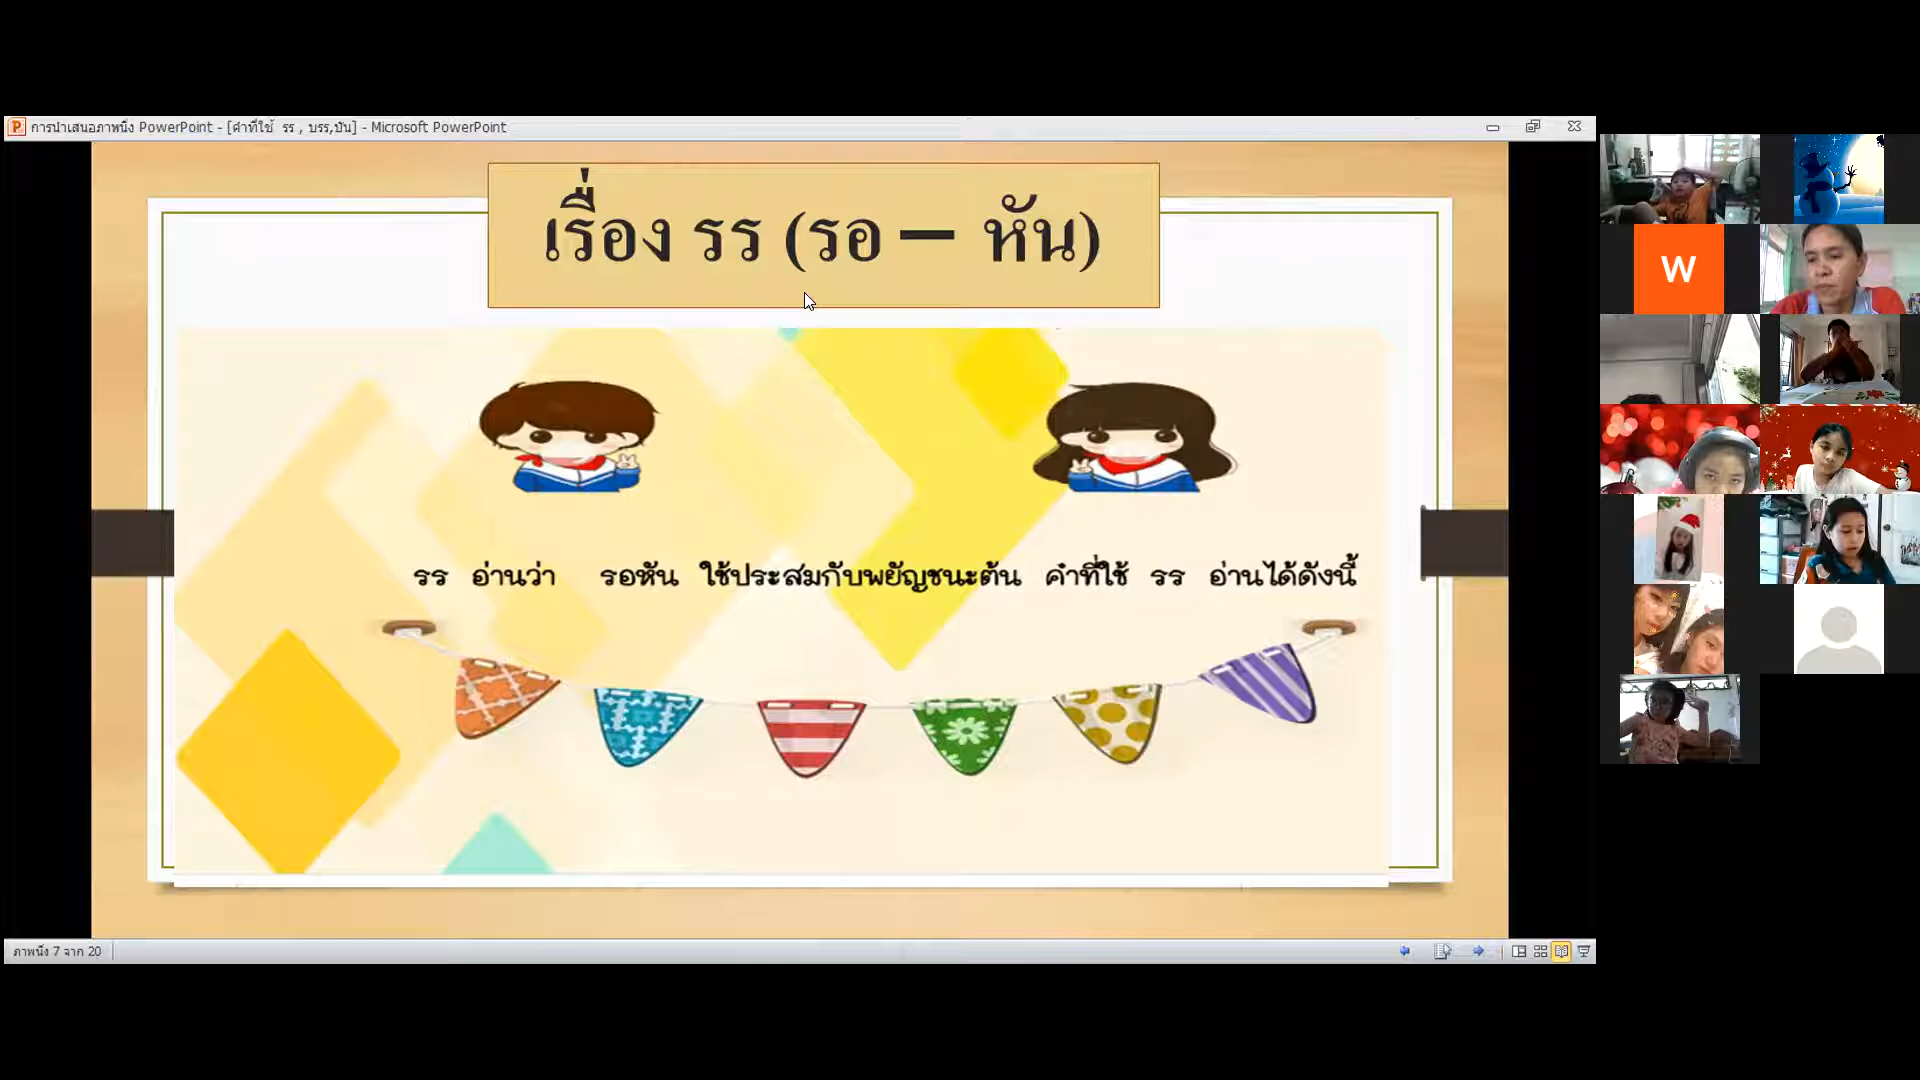 การนำเสนอภาพนิ่ง PowerPoint - [คำที่ใช้ รร , บรร,บัน] - Microsoft PowerPoint
เรื่อง รร (รอ – หัน)
รร อ่านว่า รอหัน ใช้ประสมกับพยัญชนะต้น คำที่ใช้ รร อ่านได้ดังนี้
ภาพนิ่ง 7 จาก 20
W